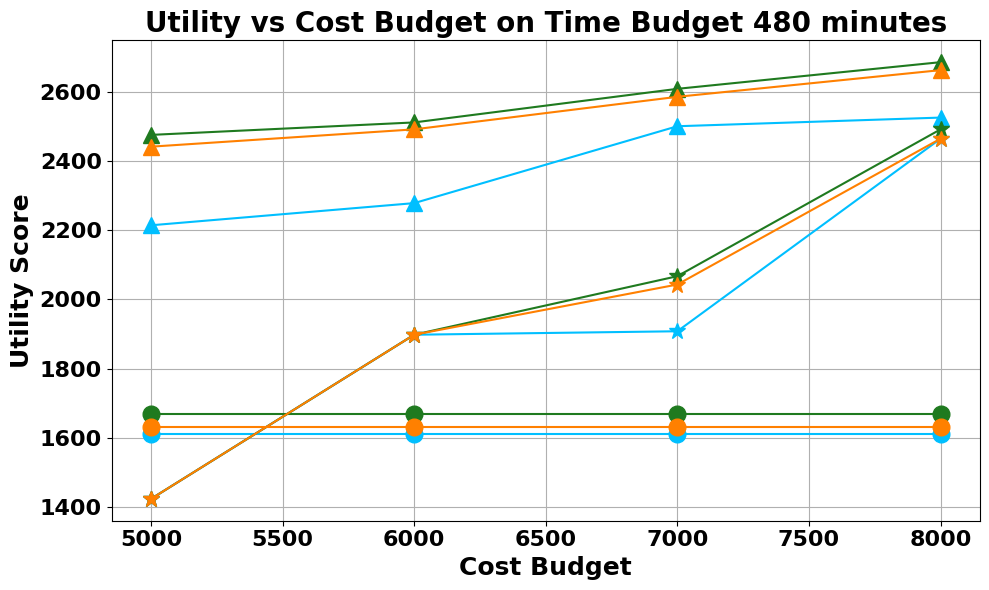 Utility vs Cost Budget on Time Budget 480 minutes
Utility Score
2600
2400
2200
2000
1800
1600
1400
5000 5500 6000 6500 7000 7500 8000
Cost Budget